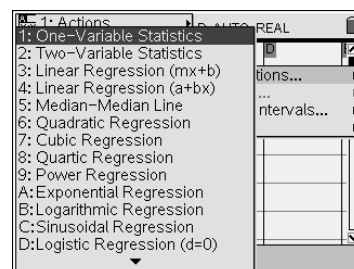 1: Actions D AUTO REAL
1: One-Variable Statistics
2: Two-Variable Statistics
D
3: Linear Regression (mx+b)
tions...
4: Linear Regression (a+bx)
...
5: Median-Median Line
ntervals...
6: Quadratic Regression
7: Cubic Regression
8: Quartic Regression
9: Power Regression
A:Exponential Regression
B:Logarithmic Regression
C:Sinusoidal Regression
D:Logistic Regression (d=0)